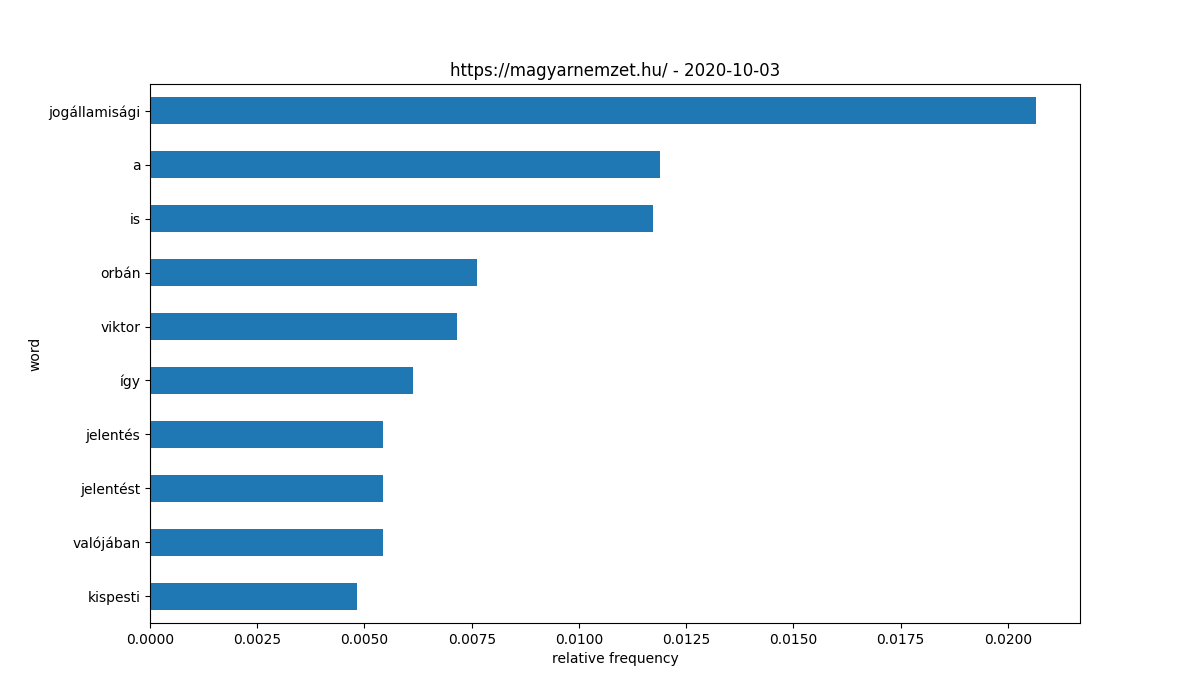 https://magyarnemzet.hu/ - 2020-10-03
jogállamisági
a
is
orbán
viktor
így
jelentés
jelentést
valójában
kispesti
word
0.0000 0.0025 0.0050 0.0075 0.0100 0.0125 0.0150 0.0175 0.0200
relative frequency